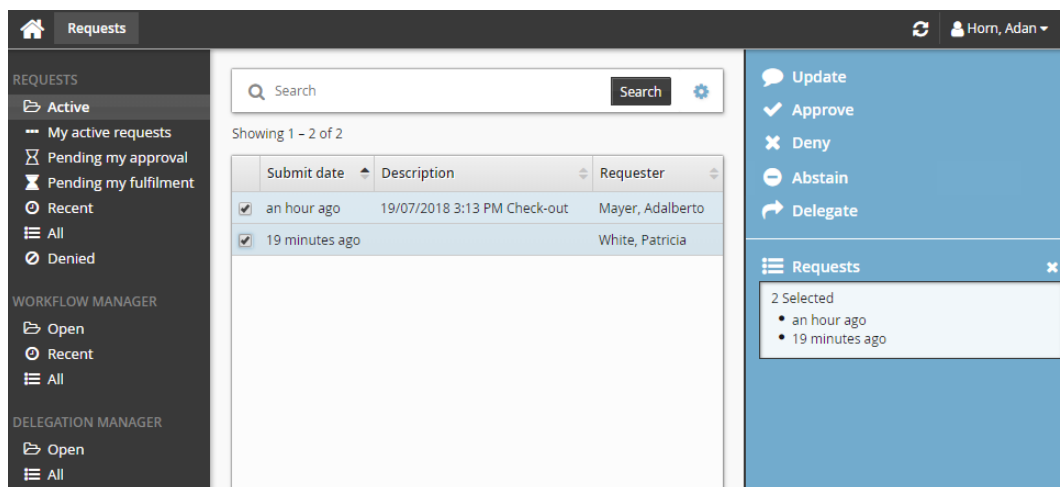 Requests
Horn, Adan
REQUESTS
Active
My active requests
Pending my approval
Pending my fulfilment
Recent
All
Denied
WORKFLOW MANAGER
Open
Recent
All
DELEGATION MANAGER
Open
All
Search Search
Showing 1 – 2 of 2
Submit date Description Requester
an hour ago 19/07/2018 3:13 PM Check-out Mayer, Adalberto
19 minutes ago White, Patricia
Update
Approve
Deny
Abstain
Delegate
Requests
2 Selected
• an hour ago
• 19 minutes ago